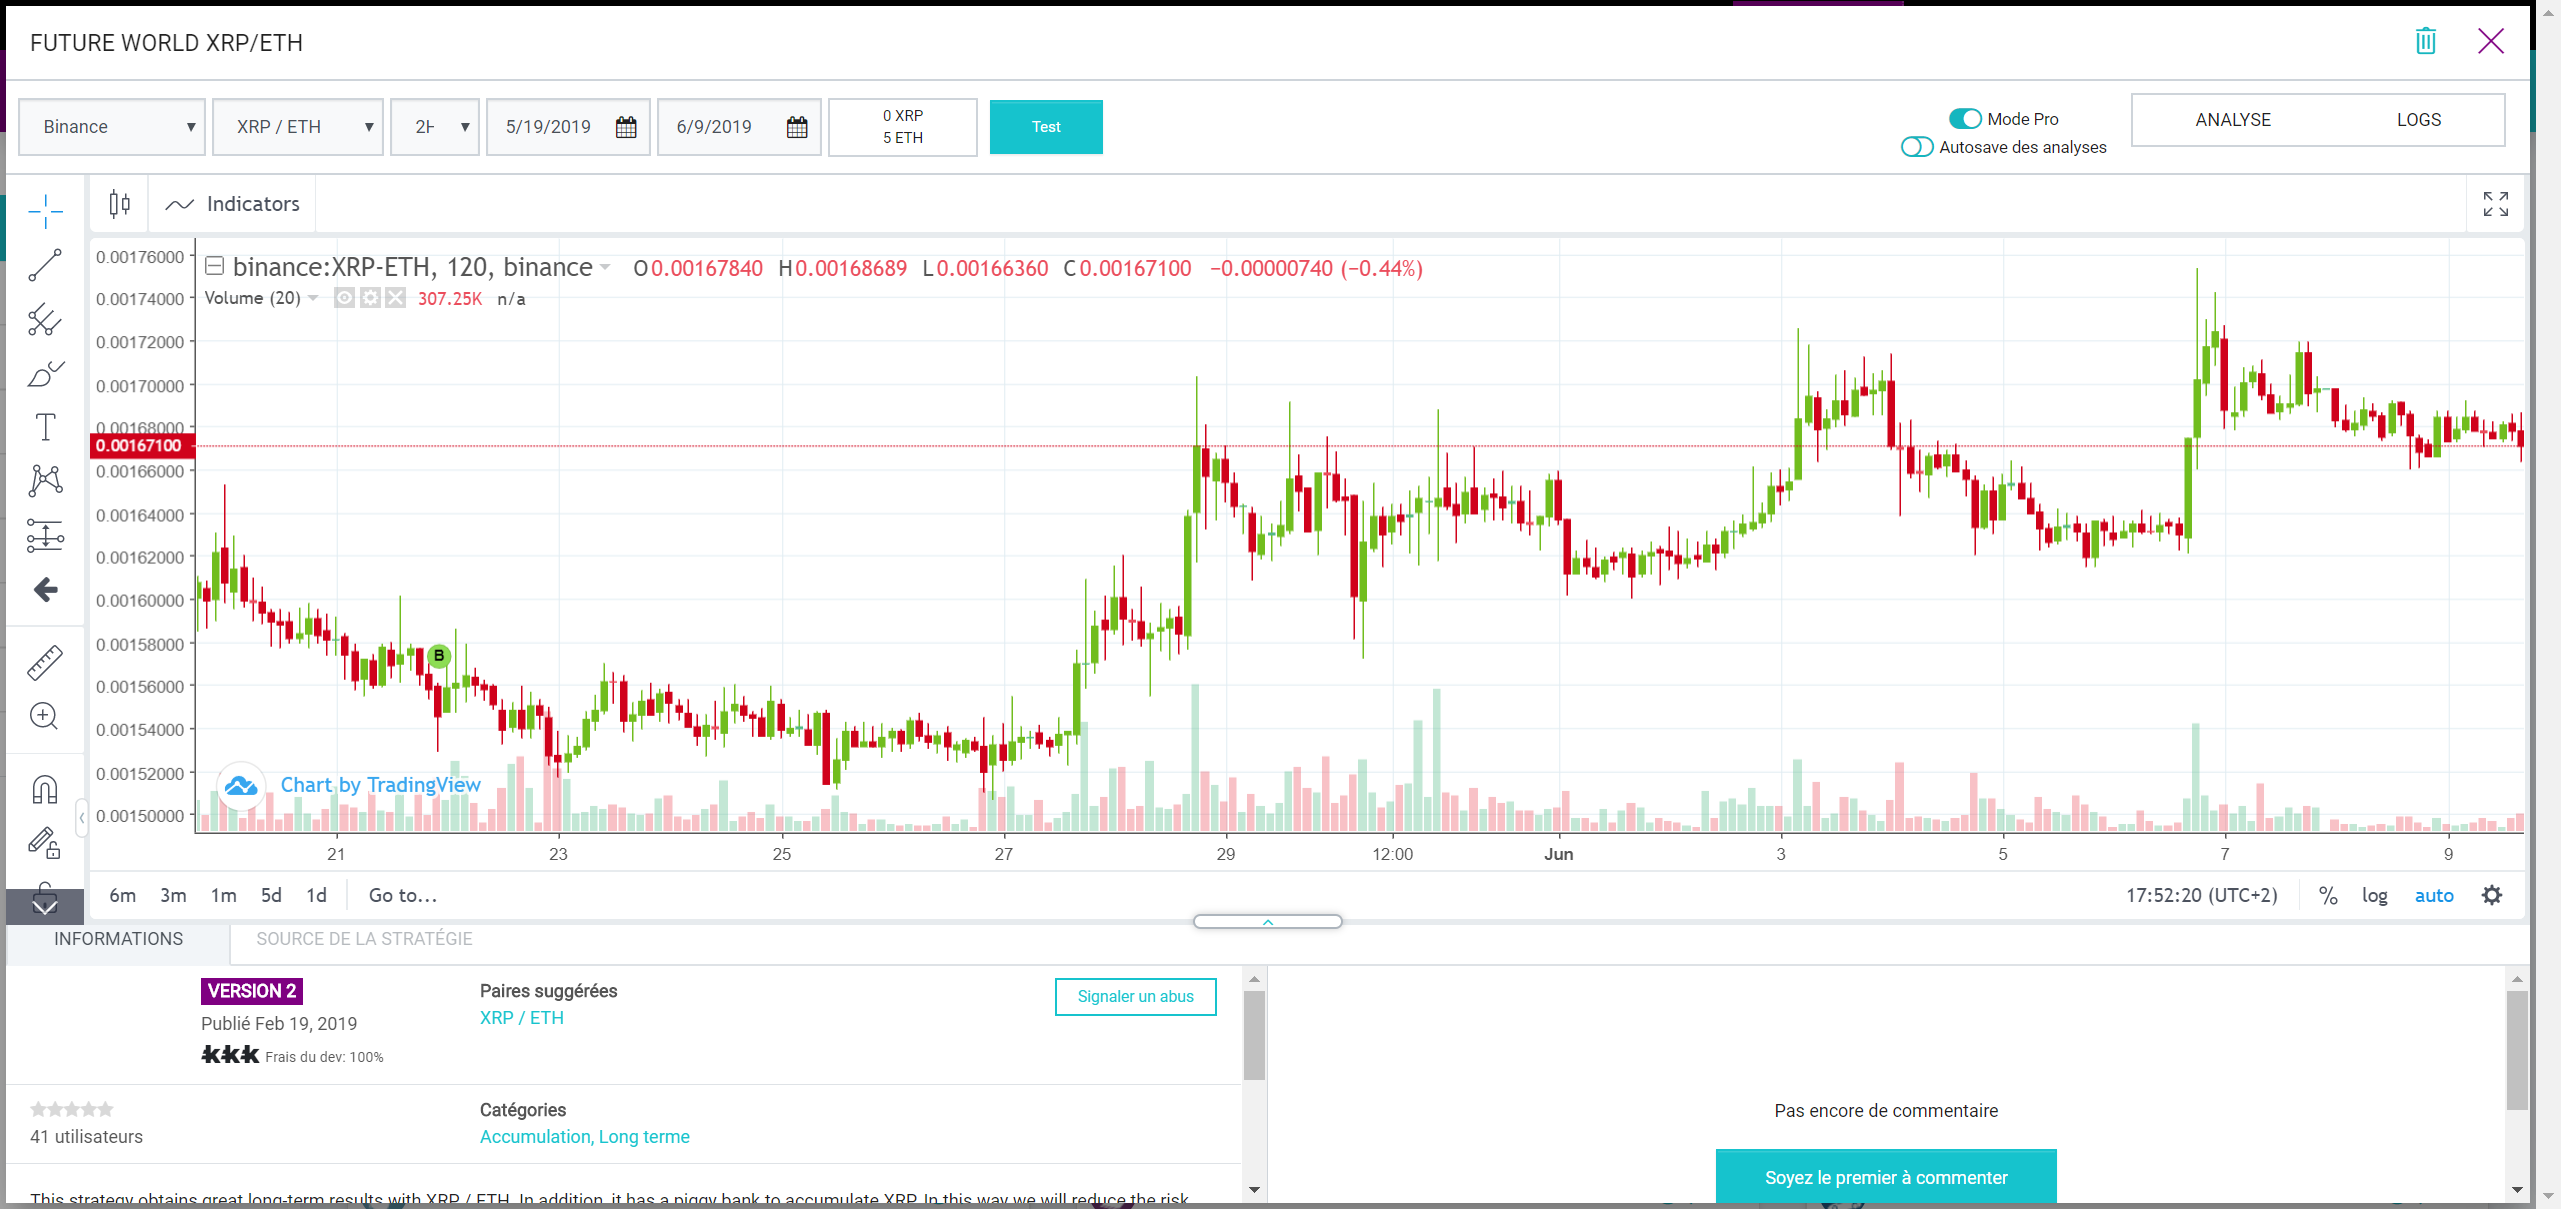 FUTURE WORLD XRP/ETH
Binance
XRP / ETH
5/19/2019
6/9/2019
0 XRP
5 ETH
Test
Mode Pro
Autosave des analyses
ANALYSE
LOGS
Indicators
binance:XRP-ETH, 120, binance O0.00167840 H0.00168689 L0.00166360 C0.00167100 −0.00000740 (−0.44%)
Volume (20) 307.25K n/a
0.00176000
0.00174000
0.00172000
0.00170000
0.00168000
0.00167100
0.00166000
0.00164000
0.00162000
0.00160000
0.00158000
0.00156000
0.00154000
0.00152000
0.00150000
B
Chart by TradingView
21 23 25 27 29 12:00 Jun 3 5 7 9
6m 3m 1m 5d 1d Go to...
17:52:20 (UTC+2) % log auto
INFORMATIONS
SOURCE DE LA STRATÉGIE
VERSION 2
Publié Feb 19, 2019
Frais du dev: 100%
Paires suggérées
XRP / ETH
Signaler un abus
41 utilisateurs
Catégories
Accumulation, Long terme
This strategy obtains great long-term results with XRP / ETH. In addition, it has a piggy bank to accumulate XRP. In this way we will reduce the risk
Pas encore de commentaire
Soyez le premier à commenter